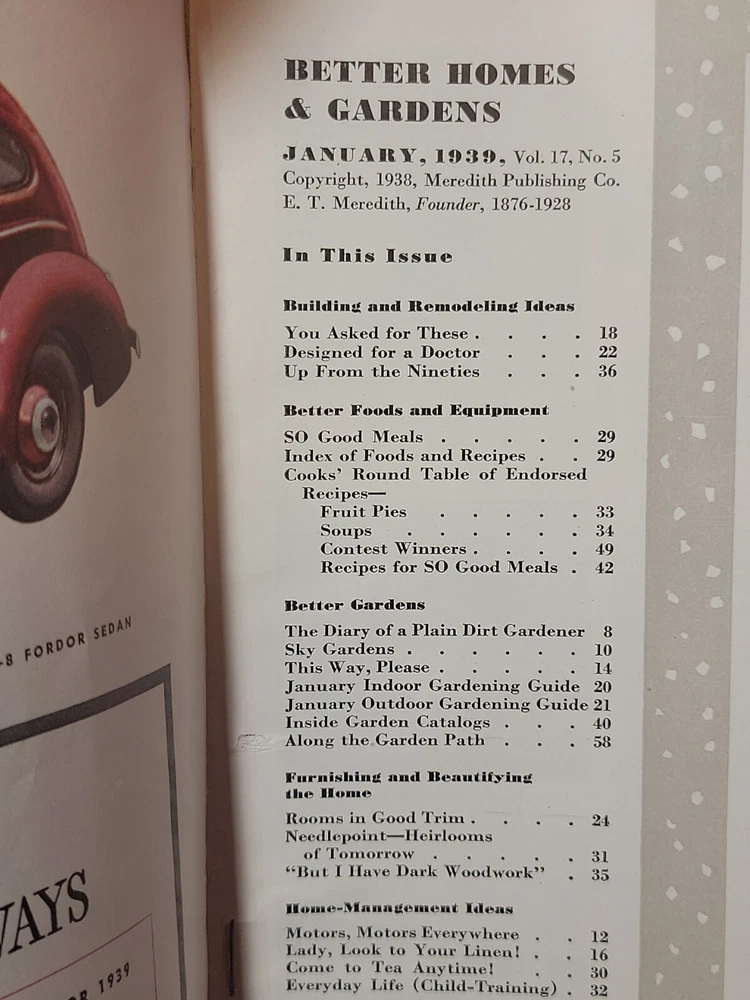 BETTER HOMES
& GARDENS
JANUARY, 1939, Vol. 17, No. 5
Copyright, 1938, Meredith Publishing Co.
E. T. Meredith, Founder, 1876-1928
In This Issue
Building and Remodeling Ideas
You Asked for These . . . . 18
Designed for a Doctor . . . 22
Up From the Nineties . . . 36
Better Foods and Equipment
SO Good Meals . . . . . 29
Index of Foods and Recipes . . 29
Cooks' Round Table of Endorsed
Recipes—
Fruit Pies . . . . . 33
Soups . . . . . . 34
Contest Winners . . . . 49
Recipes for SO Good Meals . 42
Better Gardens
The Diary of a Plain Dirt Gardener 8
Sky Gardens . . . . . . 10
This Way, Please . . . . . 14
January Indoor Gardening Guide 20
January Outdoor Gardening Guide 21
Inside Garden Catalogs . . . 40
Along the Garden Path . . . 58
Furnishing and Beautifying
the Home
Rooms in Good Trim . . . . 24
Needlepoint—Heirlooms
of Tomorrow . . . . . 31
"But I Have Dark Woodwork" . 35
Home-Management Ideas
Motors, Motors Everywhere . . 12
Lady, Look to Your Linen! . . 16
Come to Tea Anytime! . . 30
Everyday Life (Child-Training) . 32
-8 FORDOR SEDAN
WAYS
OR 1939